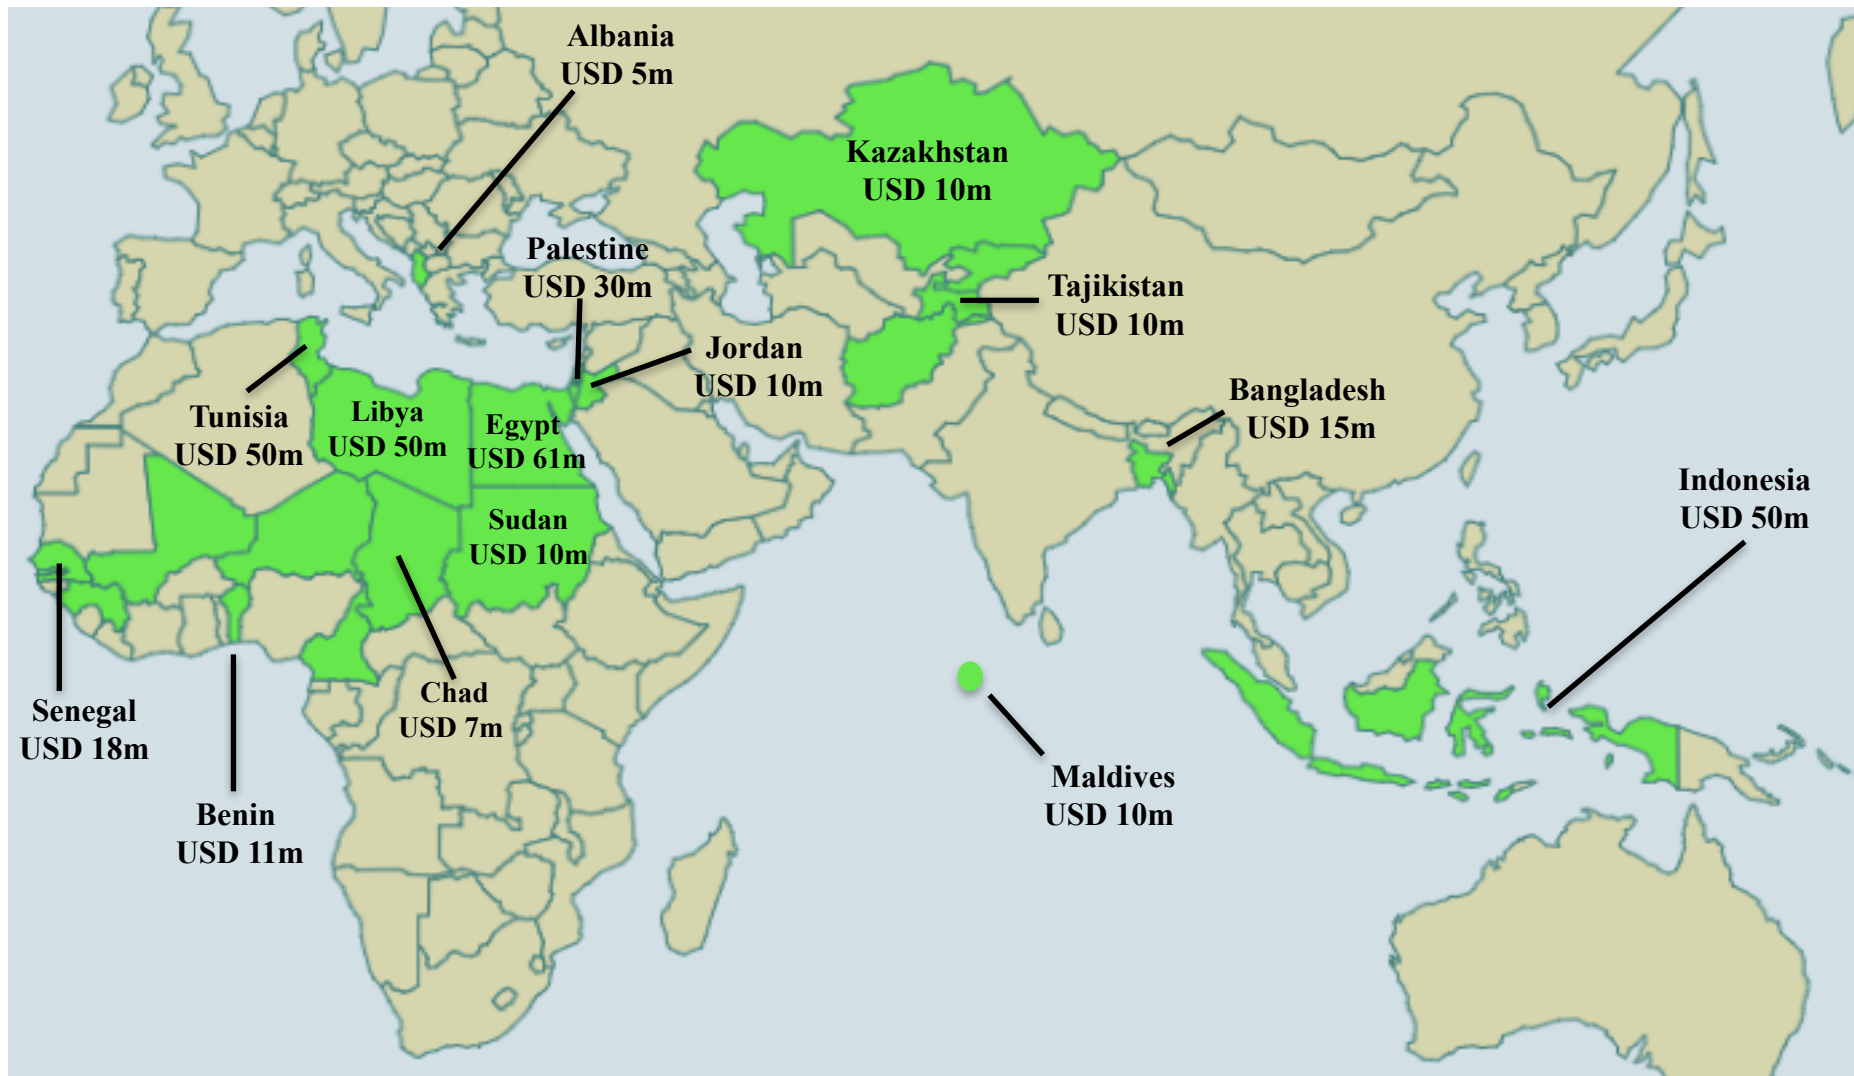 Albania
USD 5m
Kazakhstan
USD 10m
Palestine
USD 30m
Tajikistan
USD 10m
Jordan
USD 10m
Bangladesh
USD 15m
Tunisia
USD 50m
Libya
USD 50m
Egypt
USD 61m
Indonesia
USD 50m
Sudan
USD 10m
Senegal
USD 18m
Chad
USD 7m
Maldives
USD 10m
Benin
USD 11m